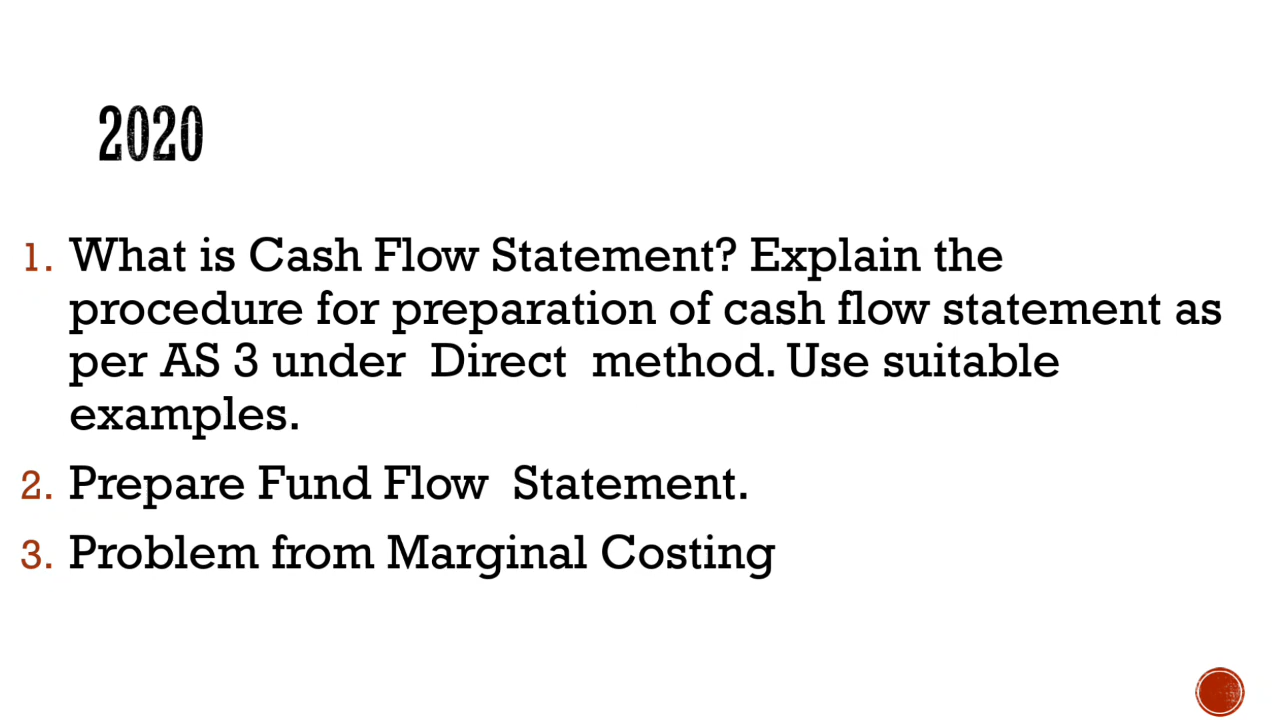 2020
1. What is Cash Flow Statement? Explain the
procedure for preparation of cash flow statement as
per AS 3 under Direct method. Use suitable
examples.
2. Prepare Fund Flow Statement.
3. Problem from Marginal Costing